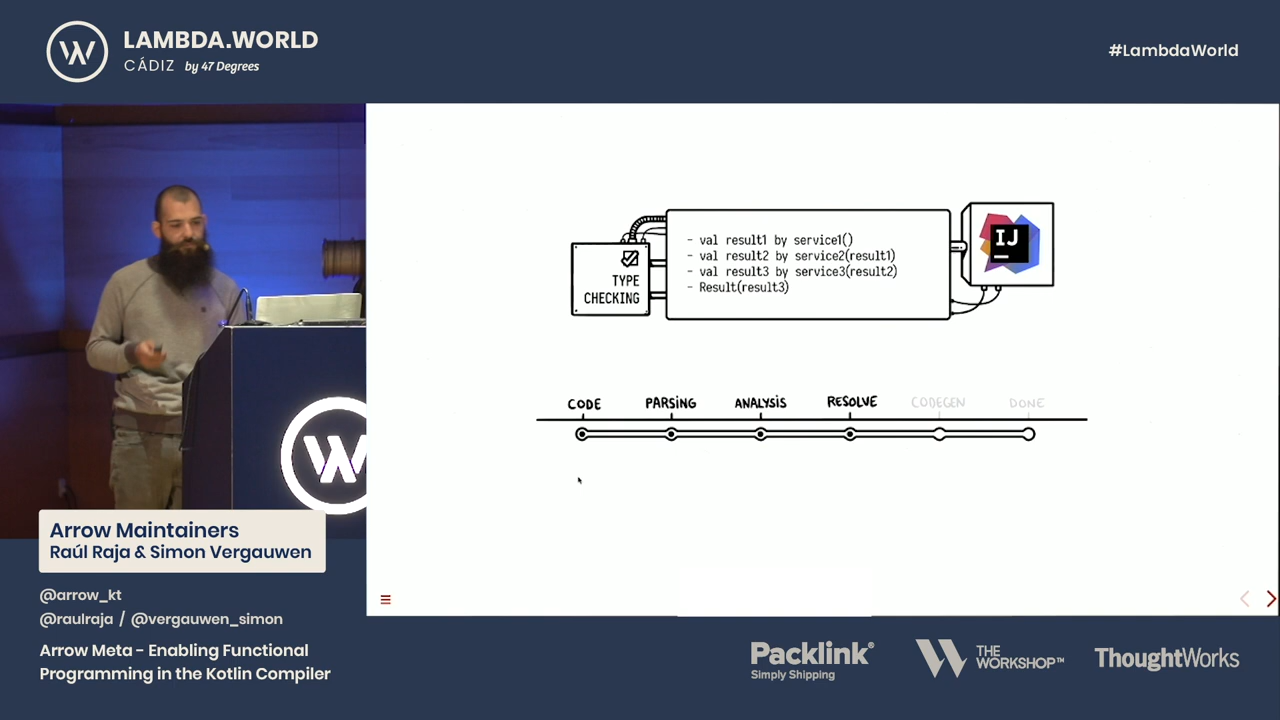 LAMBDA.WORLD
CÁDIZ by 47 Degrees
#LambdaWorld
TYPE
CHECKING
- val result1 by service1()
- val result2 by service2(result1)
- val result3 by service3(result2)
- Result(result3)
IJ
CODE PARSING ANALYSIS RESOLVE CODEGEN DONE
W
Arrow Maintainers
Raúl Raja & Simon Vergauwen
@arrow_kt
@raulraja / @vergauwen_simon
Arrow Meta - Enabling Functional
Programming in the Kotlin Compiler
Packlink®
Simply Shipping
THE
WORKSHOP™
ThoughtWorks